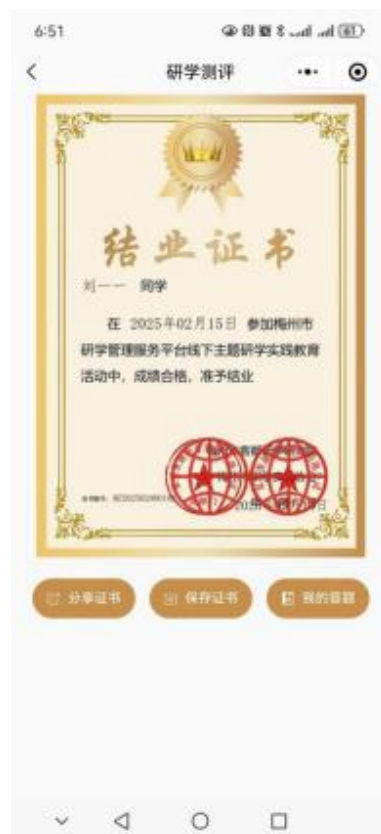 6:51
61
研学测评
结业证书
刘一一 同学
在 2025年02月15日 参加梅州市
研学管理服务平台线下主题研学实践教育
活动中，成绩合格，准予结业
分享证书
保存证书
我的答题